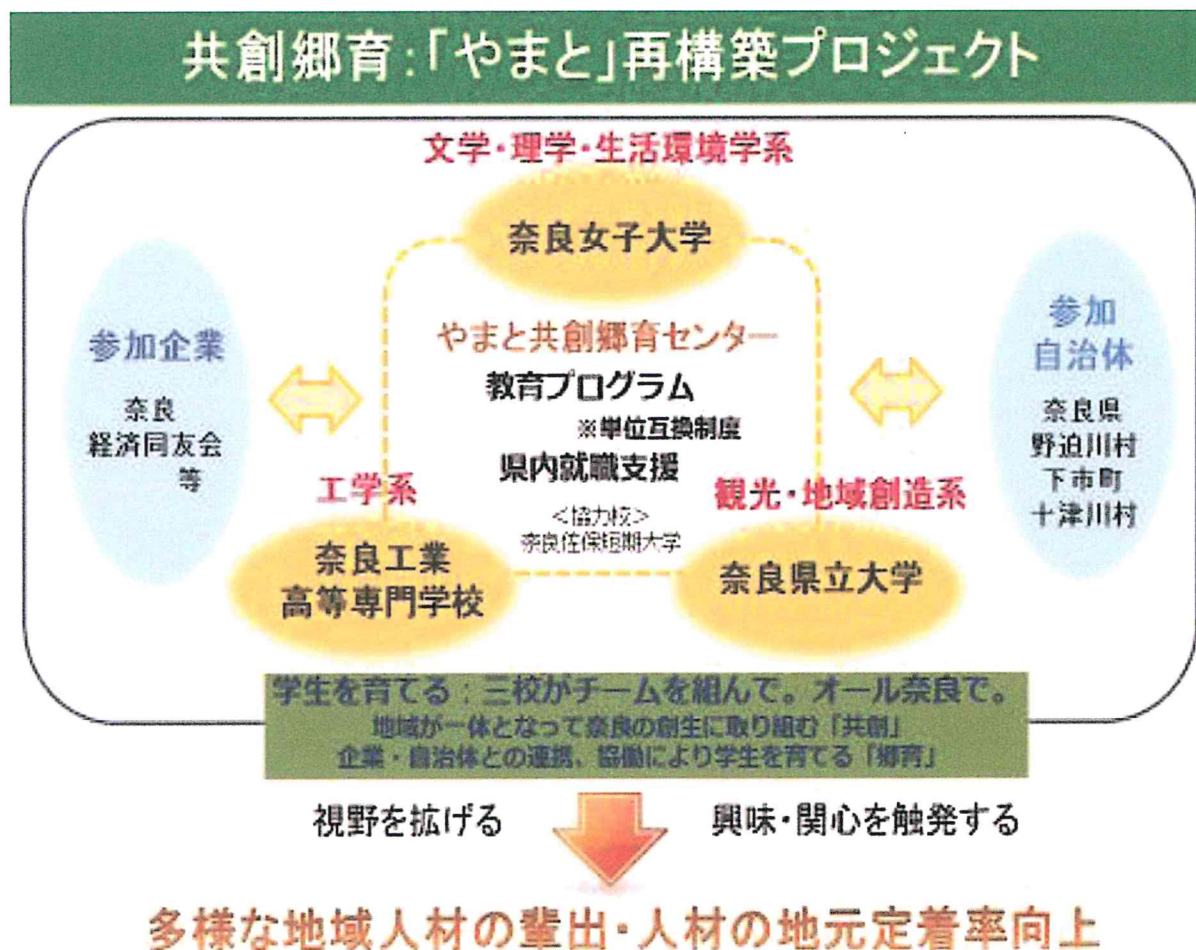 共創郷育：「やまと」再構築プロジェクト
文学・理学・生活環境学系
奈良女子大学
参加企業
奈良
経済同友会
等
やまと共創郷育センター
教育プログラム
※単位互換制度
県内就職支援
<協力校>
奈良佐保短期大学
参加
自治体
奈良県
野迫川村
下市町
十津川村
工学系
奈良工業
高等専門学校
観光・地域創造系
奈良県立大学
学生を育てる：三校がチームを組んで。オール奈良で。
地域が一体となって奈良の創生に取り組む「共創」
企業・自治体との連携、協働により学生を育てる「郷育」
視野を拡げる
興味・関心を触発する
多様な地域人材の輩出・人材の地元定着率向上